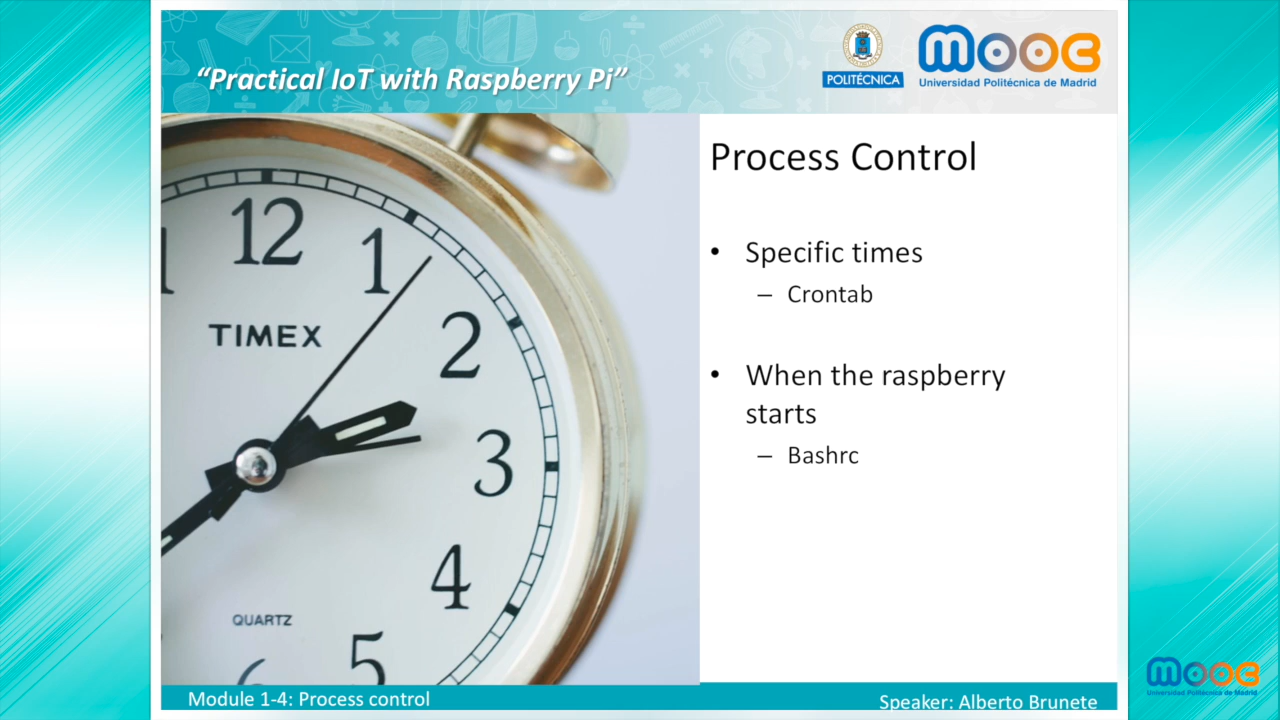 “Practical IoT with Raspberry Pi”
POLITÉCNICA
MOOC
Universidad Politécnica de Madrid
Process Control
• Specific times
– Crontab
• When the raspberry
starts
– Bashrc
12
1
2
3
4
5
6
TIMEX
QUARTZ
Module 1-4: Process control
Speaker: Alberto Brunete
MOOC
Universidad Politécnica de Madrid